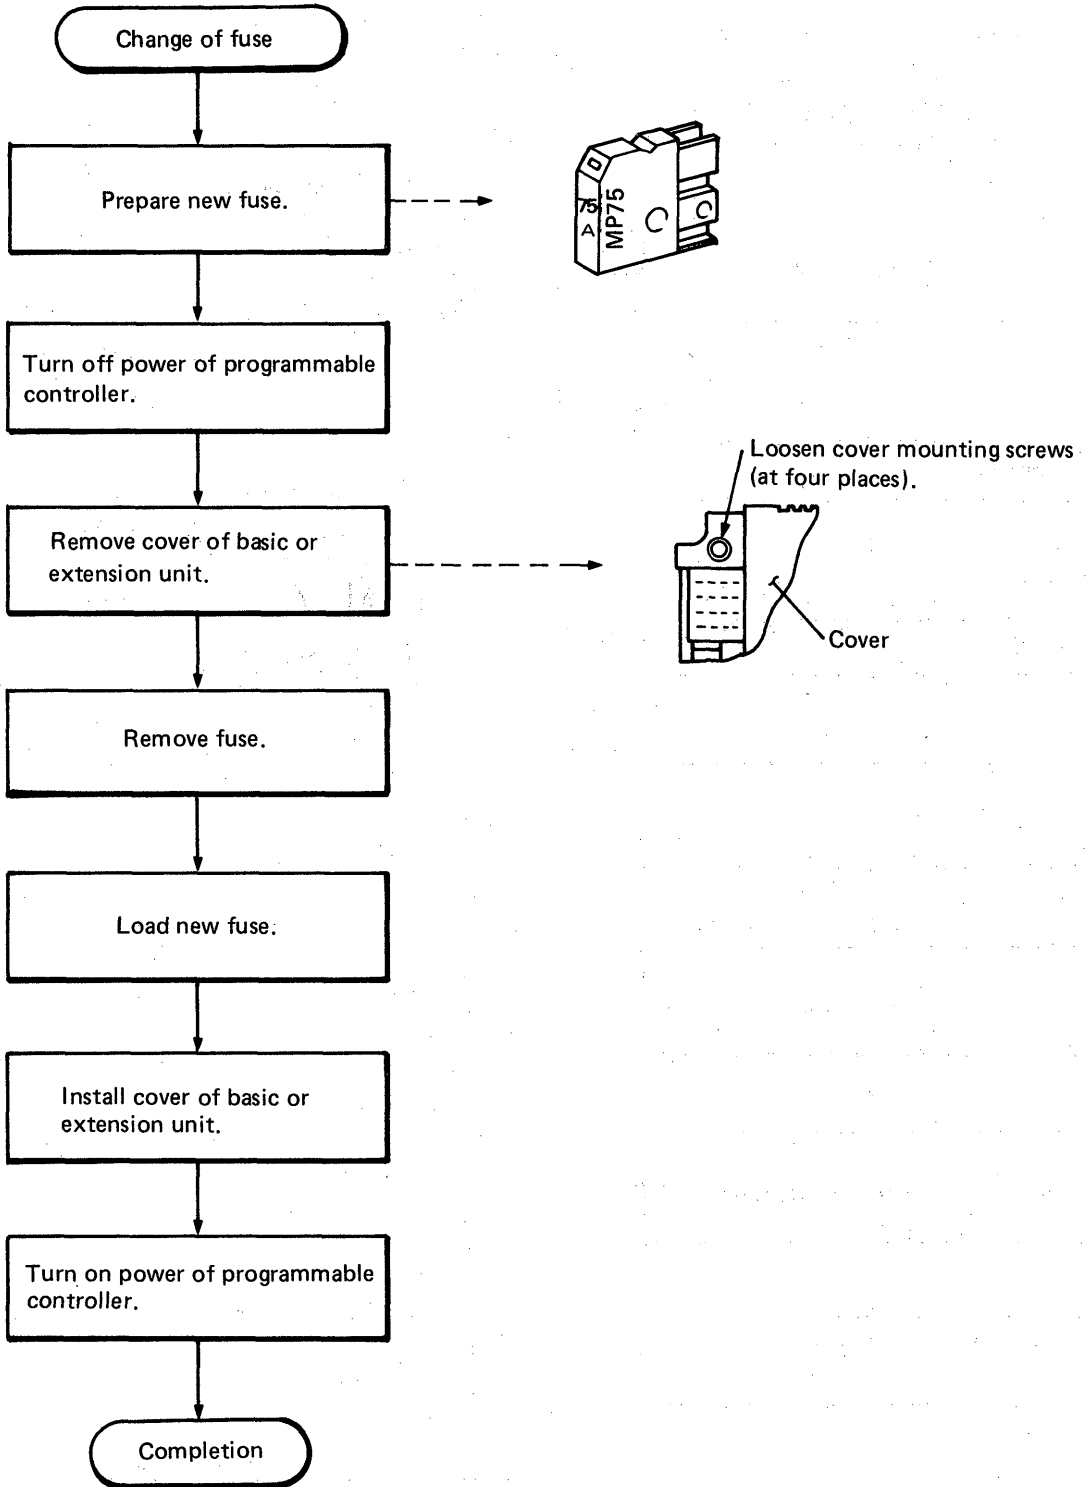 Change of fuse
Prepare new fuse.
75
A
MP75
Turn off power of programmable
controller.
Loosen cover mounting screws
(at four places).
Remove cover of basic or
extension unit.
Cover
Remove fuse.
Load new fuse.
Install cover of basic or
extension unit.
Turn on power of programmable
controller.
Completion